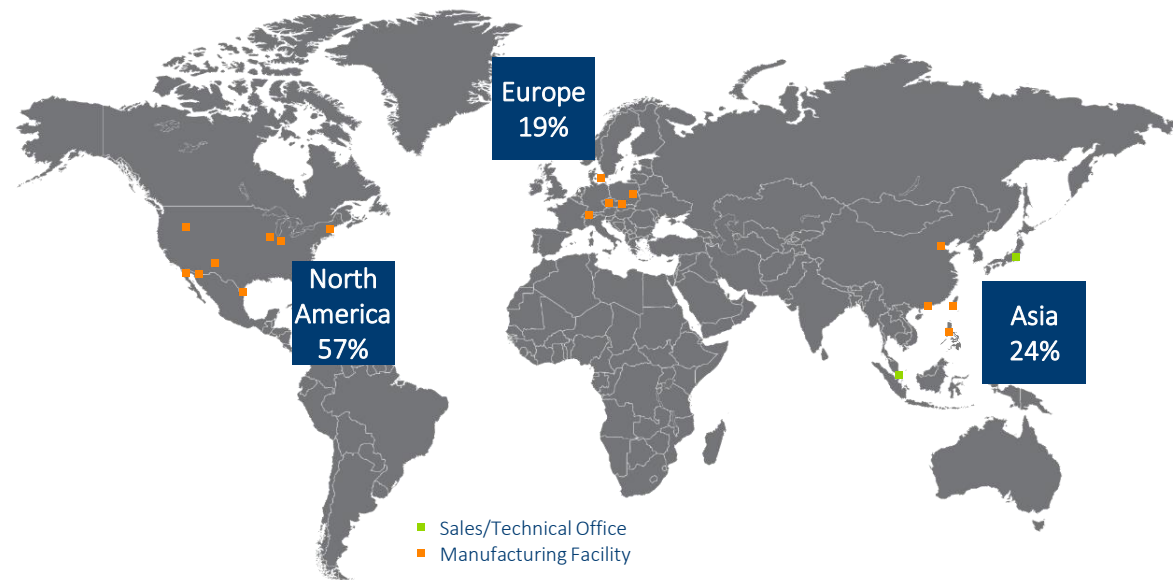 Europe
19%
North
America
57%
Asia
24%
Sales/Technical Office
Manufacturing Facility